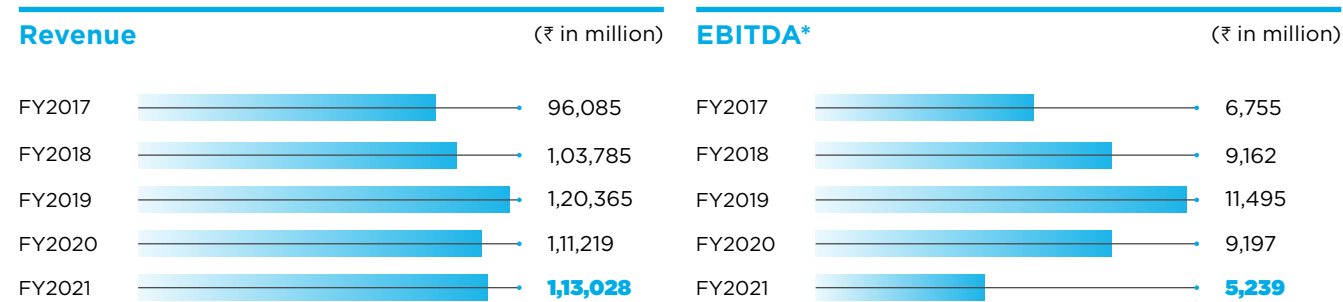 Revenue (₹ in million)
FY2017 96,085
FY2018 1,03,785
FY2019 1,20,365
FY2020 1,11,219
FY2021 1,13,028
EBITDA* (₹ in million)
FY2017 6,755
FY2018 9,162
FY2019 11,495
FY2020 9,197
FY2021 5,239